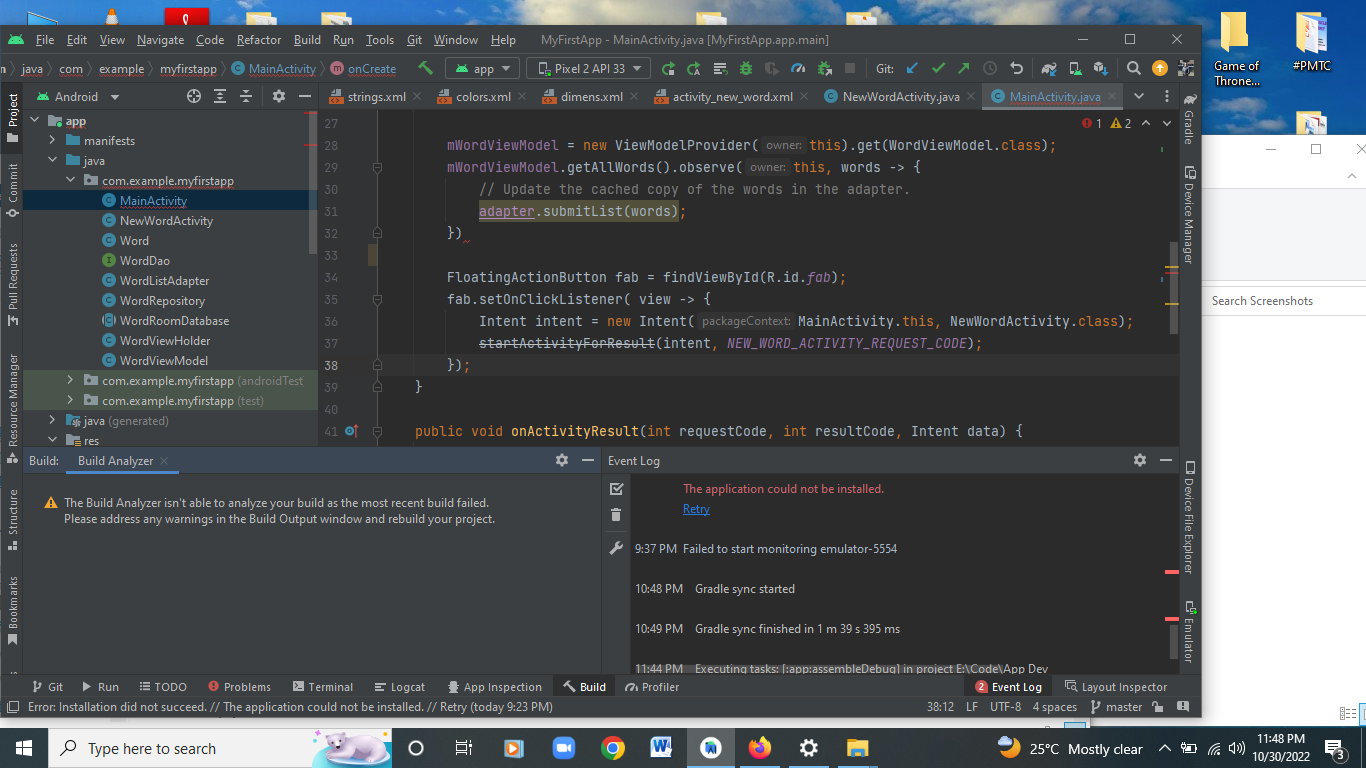 File Edit View Navigate Code Refactor Build Run Tools Git Window Help MyFirstApp - MainActivity.java [MyFirstApp.app.main]
java com example myfirstapp MainActivity onCreate app Pixel 2 API 33 Git:
Project
Commit
Pull Requests
Resource Manager
Structure
Bookmarks
Android
app
manifests
java
com.example.myfirstapp
MainActivity
NewWordActivity
Word
WordDao
WordListAdapter
WordRepository
WordRoomDatabase
WordViewHolder
WordViewModel
com.example.myfirstapp (androidTest
com.example.myfirstapp (test)
java (generated)
res
strings.xml colors.xml dimens.xml activity_new_word.xml NewWordActivity.java MainActivity.java
1 2
27
28 mWordViewModel = new ViewModelProvider( owner: this).get(WordViewModel.class);
29 mWordViewModel.getAllWords().observe( owner: this, words -> {
30 // Update the cached copy of the words in the adapter.
31 adapter.submitList(words);
32 })
33
34 FloatingActionButton fab = findViewById(R.id.fab);
35 fab.setOnClickListener( view -> {
36 Intent intent = new Intent( packageContext: MainActivity.this, NewWordActivity.class);
37 startActivityForResult(intent, NEW_WORD_ACTIVITY_REQUEST_CODE);
38 });
39 }
40
41 public void onActivityResult(int requestCode, int resultCode, Intent data) {
Gradle
Device Manager
Device File Explorer
Emulator
Build: Build Analyzer
The Build Analyzer isn't able to analyze your build as the most recent build failed.
Please address any warnings in the Build Output window and rebuild your project.
Event Log
The application could not be installed.
Retry
9:37 PM Failed to start monitoring emulator-5554
10:48 PM Gradle sync started
10:49 PM Gradle sync finished in 1 m 39 s 395 ms
11:44 PM Executing tasks: [:app:assembleDebug] in project E:\Code\App Dev
Git Run TODO Problems Terminal Logcat App Inspection Build Profiler 2 Event Log Layout Inspector
Error: Installation did not succeed. // The application could not be installed. // Retry (today 9:23 PM) 38:12 LF UTF-8 4 spaces master
Game of
Throne...
#PMTC
Search Screenshots
Type here to search
25°C Mostly clear
11:48 PM
10/30/2022
3